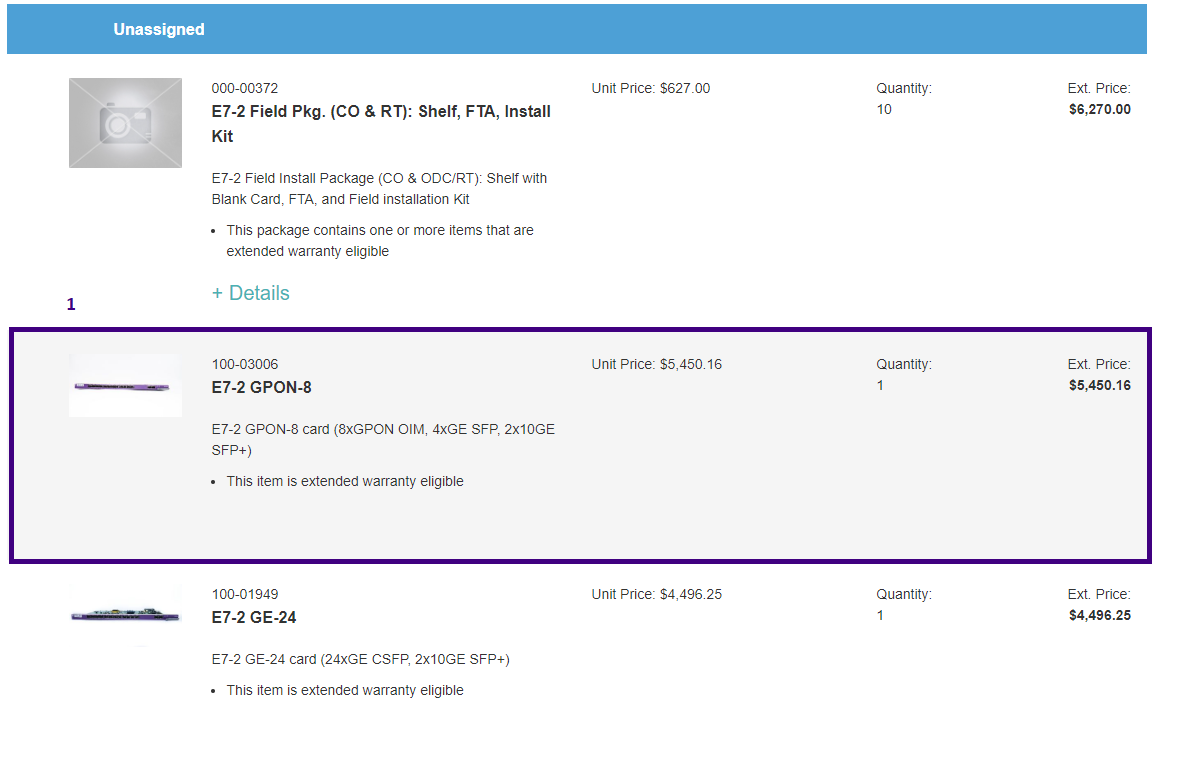 Unassigned
000-00372
Unit Price: $627.00
Quantity:
Ext. Price:
E7-2 Field Pkg. (CO & RT): Shelf, FTA, Install
10
$6,270.00
Kit
E7-2 Field Install Package (CO & ODC/RT): Shelf with
Blank Card, FTA, and Field installation Kit
• This package contains one or more items that are
extended warranty eligible
+ Details
1
100-03006
Unit Price: $5,450.16
Quantity:
Ext. Price:
E7-2 GPON-8
1
$5,450.16
E7-2 GPON-8 card (8xGPON OIM, 4xGE SFP, 2x10GE
SFP+)
• This item is extended warranty eligible
100-01949
Unit Price: $4,496.25
Quantity:
Ext. Price:
E7-2 GE-24
1
$4,496.25
E7-2 GE-24 card (24xGE CSFP, 2x10GE SFP+)
• This item is extended warranty eligible